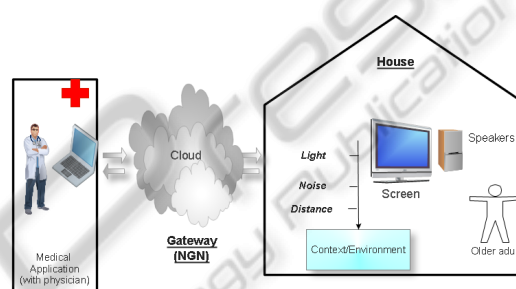 House
Speakers
Light
Cloud
Noise
Screen
Distance
Gateway
(NGN)
Context/Environment
Medical
Application
(with physician)
Older adu